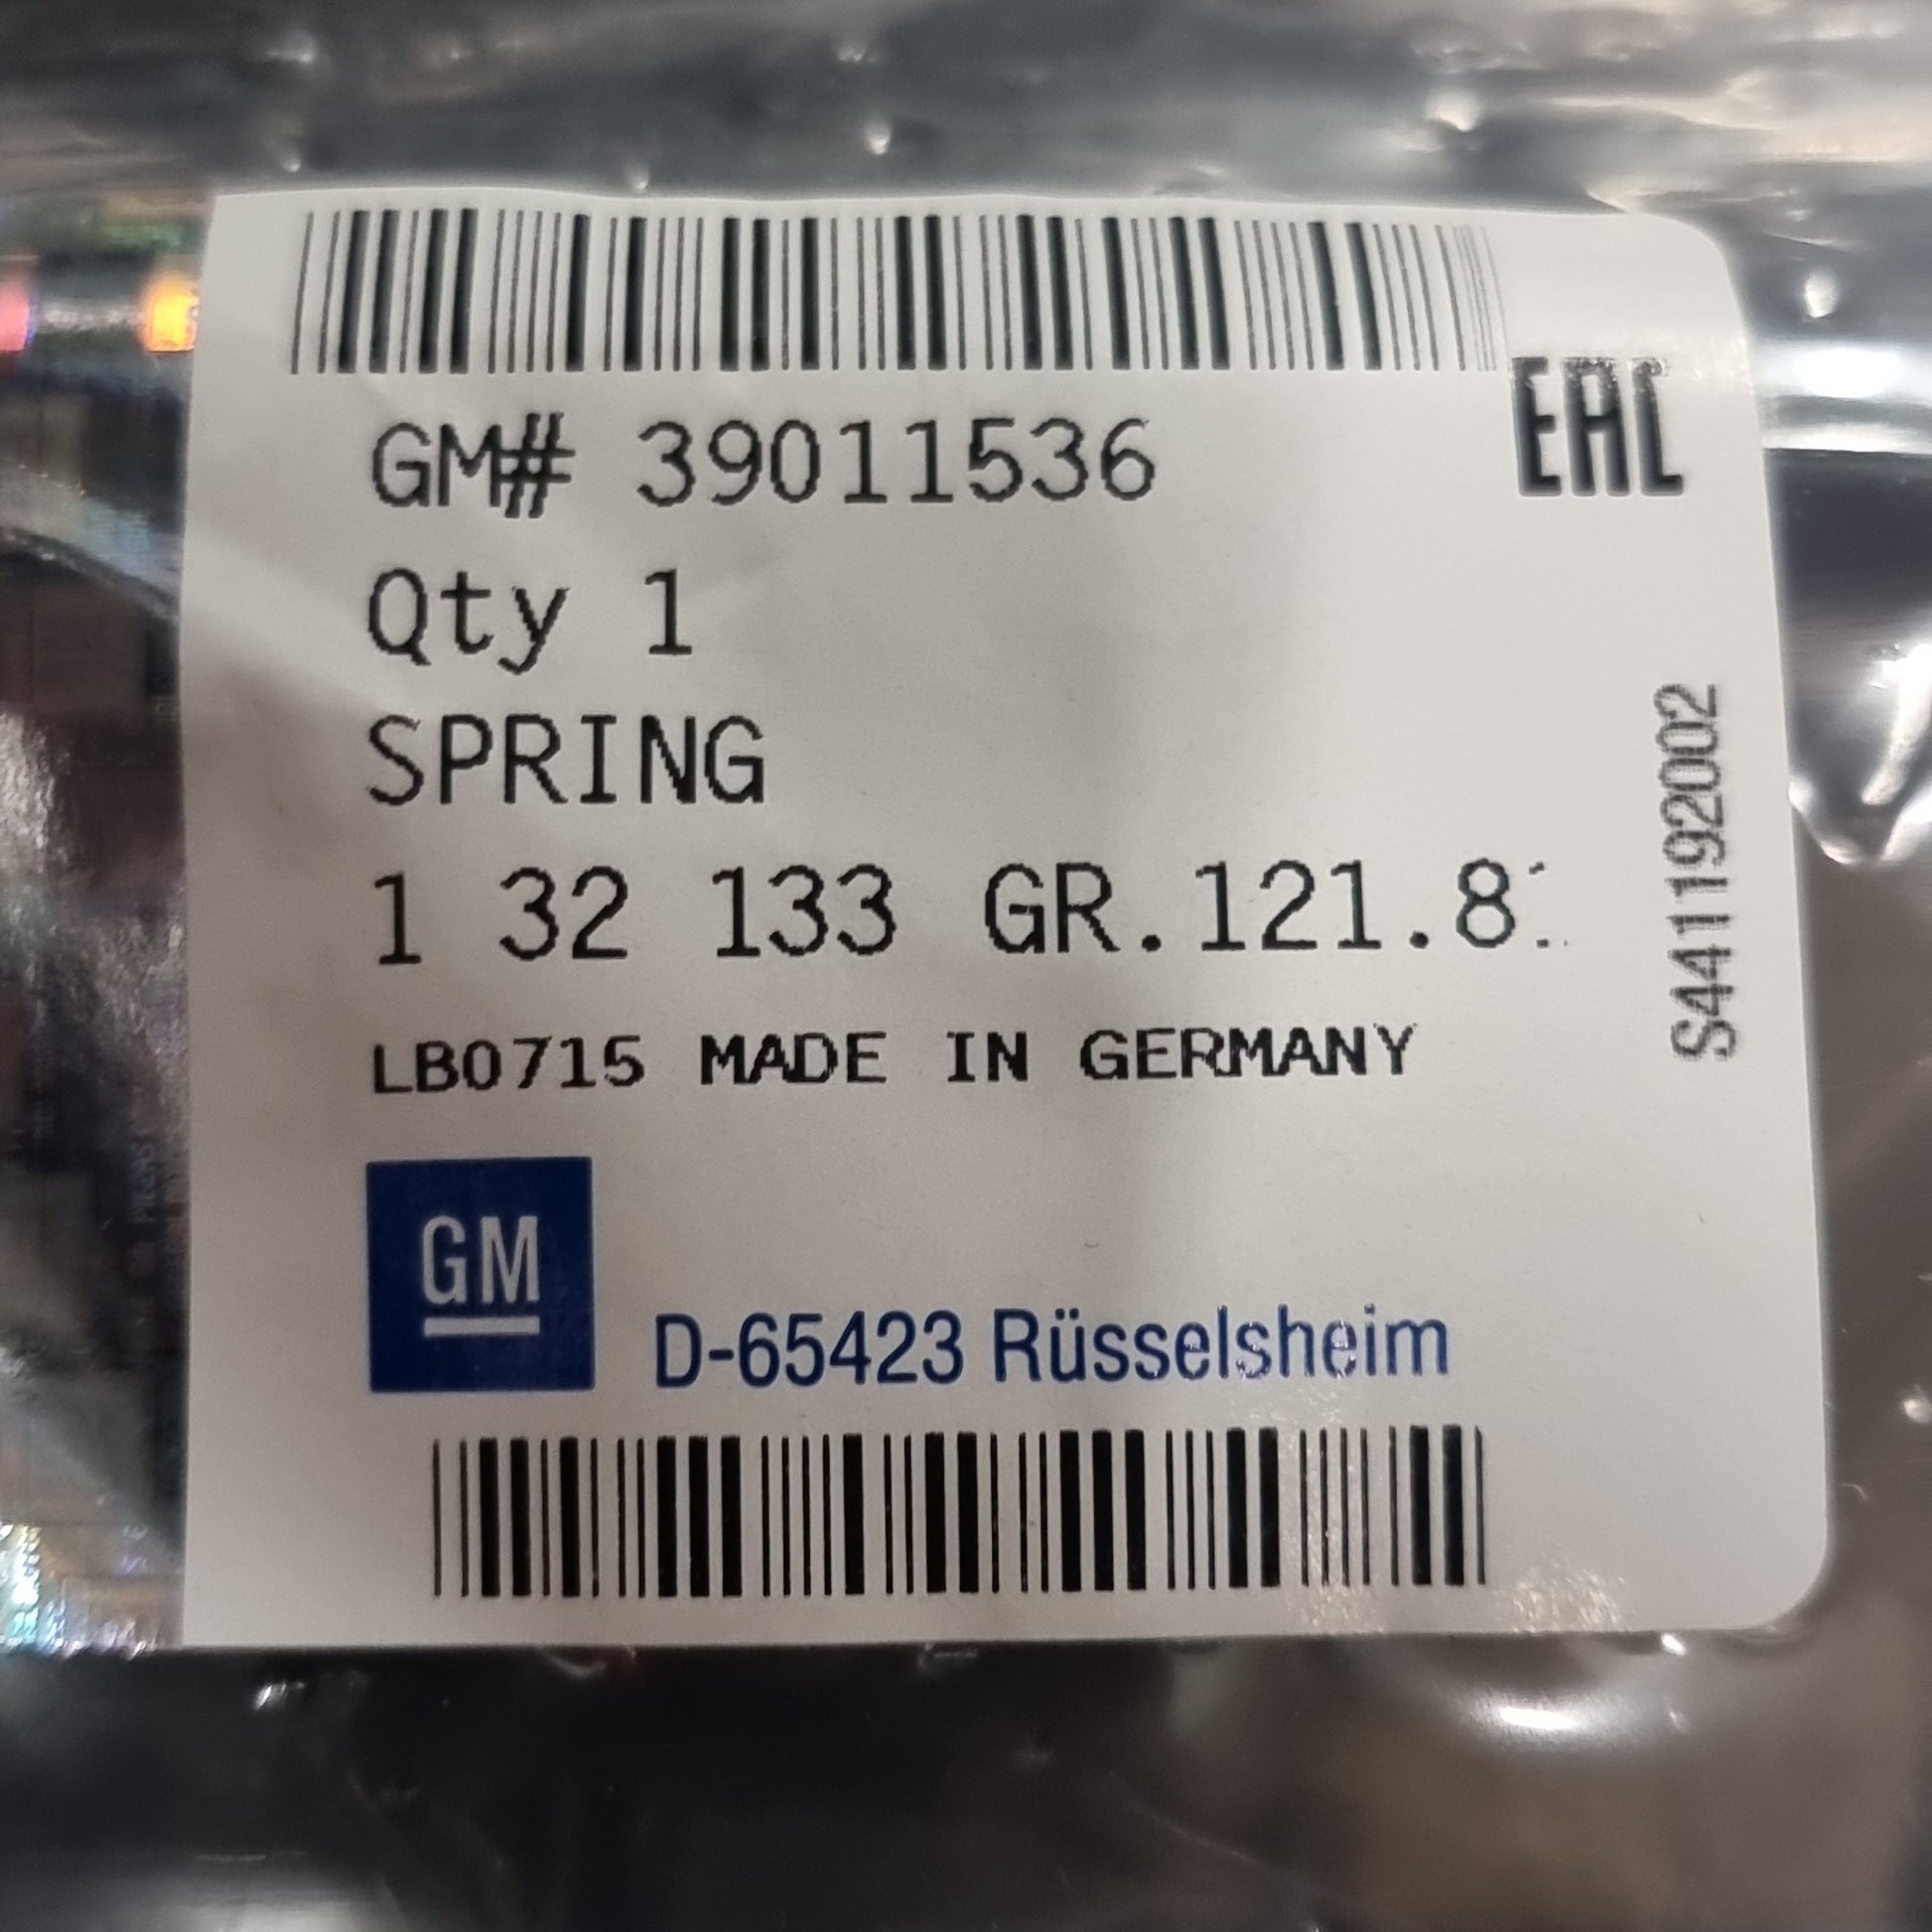 EAC
GM# 39011536
Qty 1
SPRING
1 32 133 GR.121.8
LB0715 MADE IN GERMANY
S441192002
GM
D-65423 Rüsselsheim